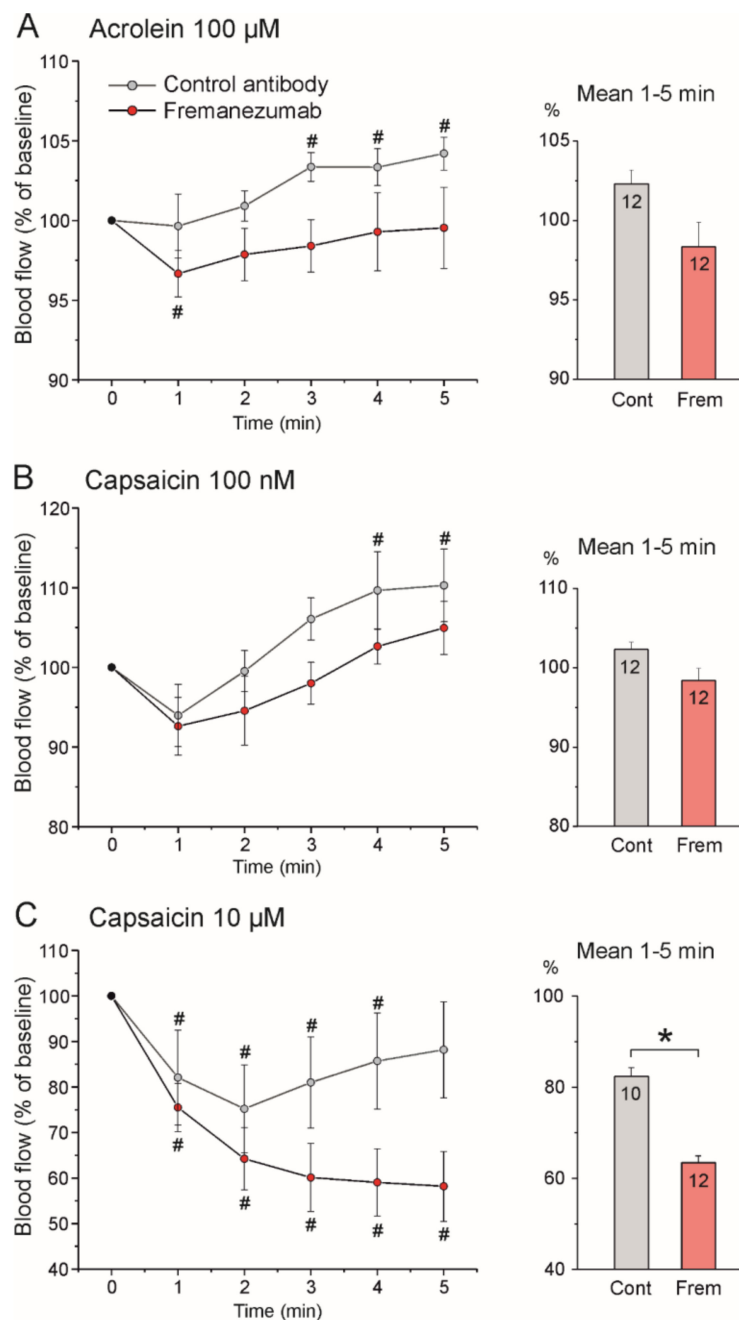 A Acrolein 100 µM
Control antibody
Fremanezumab
Blood flow (% of baseline)
110
105
100
95
90
# # #
#
0 1 2 3 4 5
Time (min)
Mean 1-5 min
%
105
100
95
90
12
12
Cont Frem
B Capsaicin 100 nM
Blood flow (% of baseline)
120
110
100
90
80
# #
0 1 2 3 4 5
Time (min)
Mean 1-5 min
%
110
100
90
80
12
12
Cont Frem
C Capsaicin 10 µM
Blood flow (% of baseline)
110
100
90
80
70
60
50
40
# # # #
# # # # #
0 1 2 3 4 5
Time (min)
Mean 1-5 min
%
100
80
60
40
*
10
12
Cont Frem